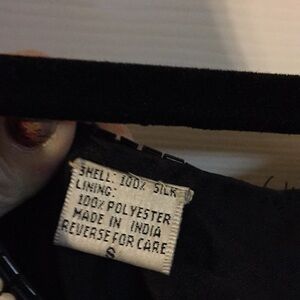 SHELL: 100% SILK
LINING:
100% POLYESTER
MADE IN INDIA
REVERSE FOR CARE
S